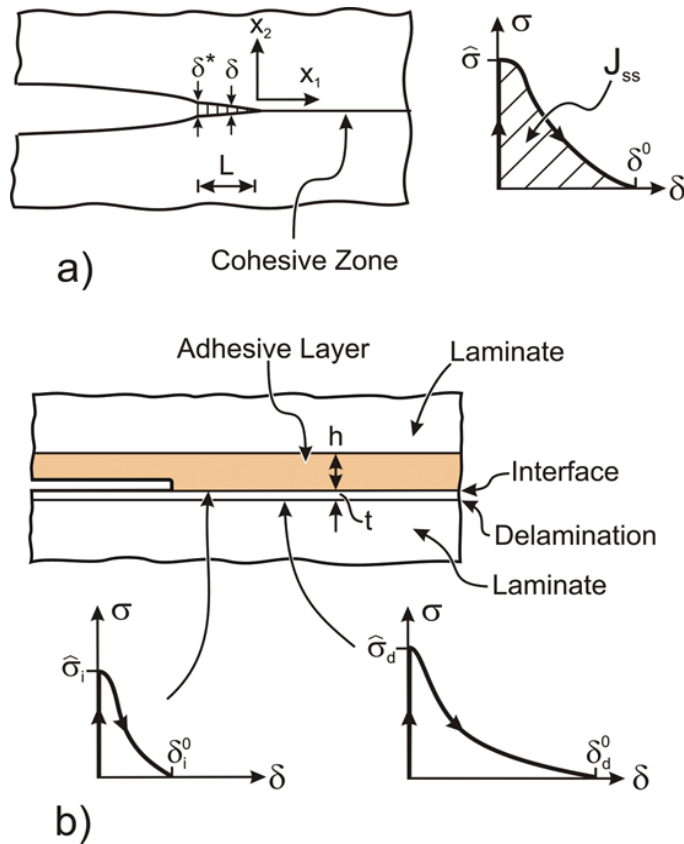 x₂
δ* δ
x₁
L
Cohesive Zone
a)
σ
σ̂
Jss
δ⁰
δ
Adhesive Layer
Laminate
h
Interface
t
Delamination
Laminate
σ
σ̂ᵢ
δᵢ⁰
δ
σ
σ̂d
δd⁰
δ
b)